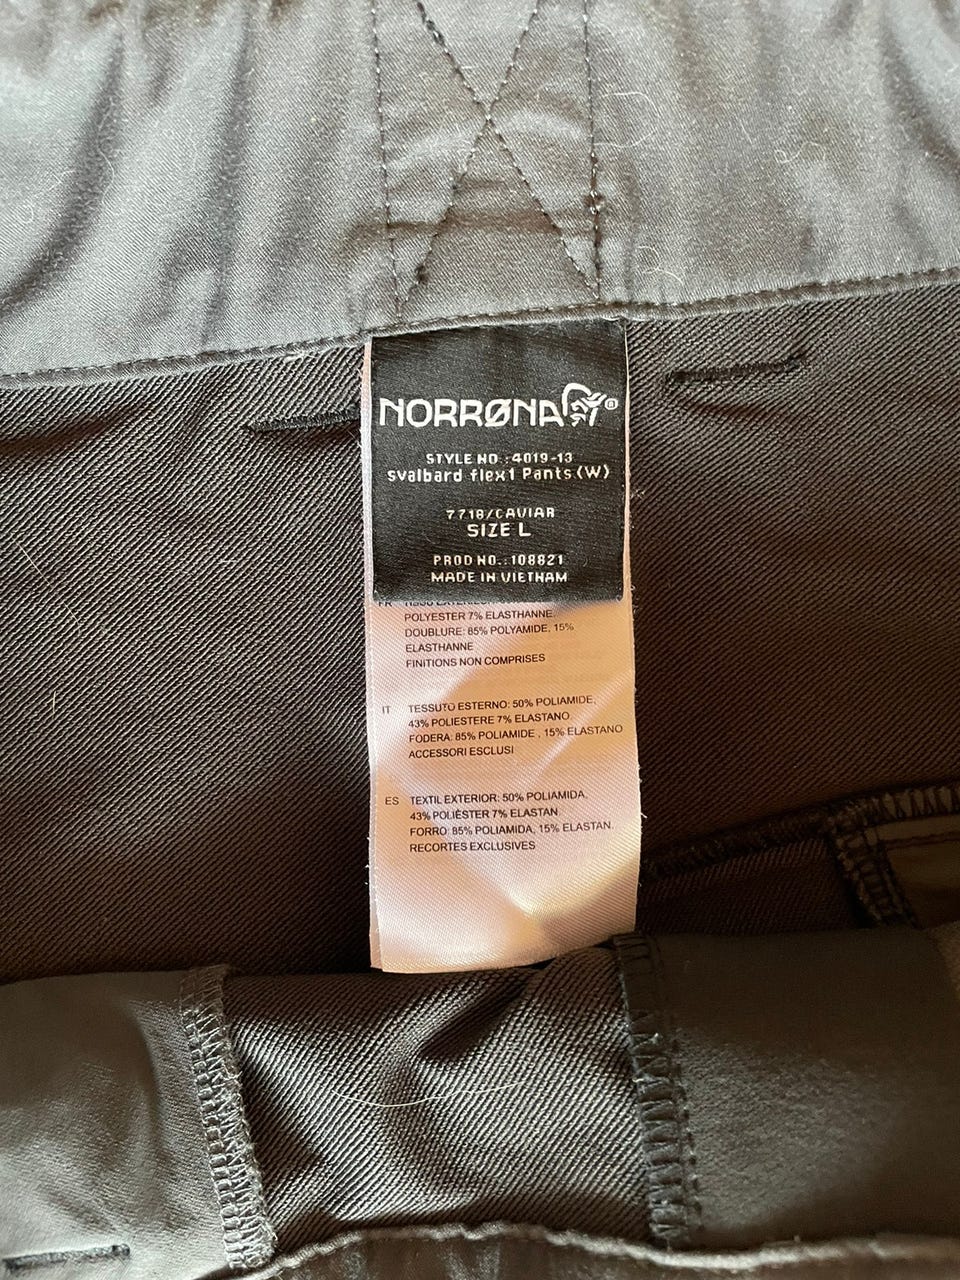 NORRØNA®
STYLE NO.:4019-13
svalbard flex1 Pants.(W)
7718/CAVIAR
SIZE L
PROD NO.:108821
MADE IN VIETNAM
FR
POLYESTER 7% ELASTHANNE.
DOUBLURE: 85% POLYAMIDE, 15%
ELASTHANNE
FINITIONS NON COMPRISES
IT TESSUTO ESTERNO: 50% POLIAMIDE,
43% POLIESTERE 7% ELASTANO.
FODERA: 85% POLIAMIDE , 15% ELASTANO
ACCESSORI ESCLUSI
ES TEXTIL EXTERIOR: 50% POLIAMIDA.
43% POLIÈSTER 7% ELASTAN
FORRO: 85% POLIAMIDA, 15% ELASTAN.
RECORTES EXCLUSIVES